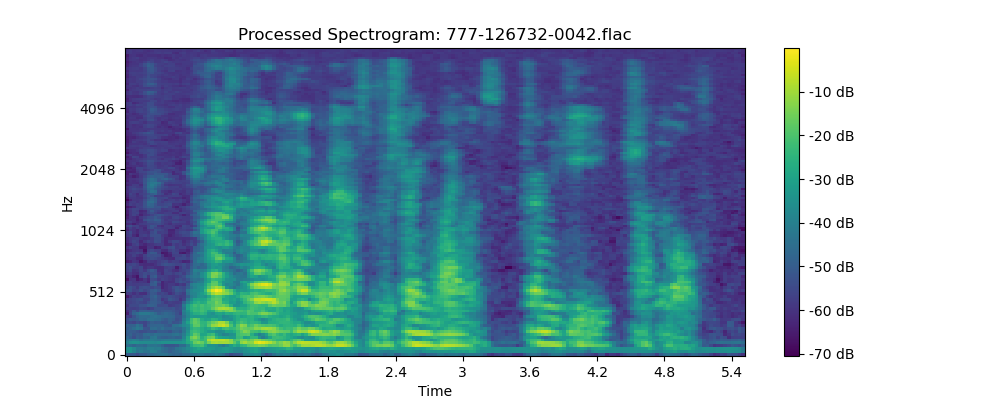 Processed Spectrogram: 777-126732-0042.flac
Hz
4096
2048
1024
512
0
0 0.6 1.2 1.8 2.4 3 3.6 4.2 4.8 5.4
Time
-10 dB
-20 dB
-30 dB
-40 dB
-50 dB
-60 dB
-70 dB